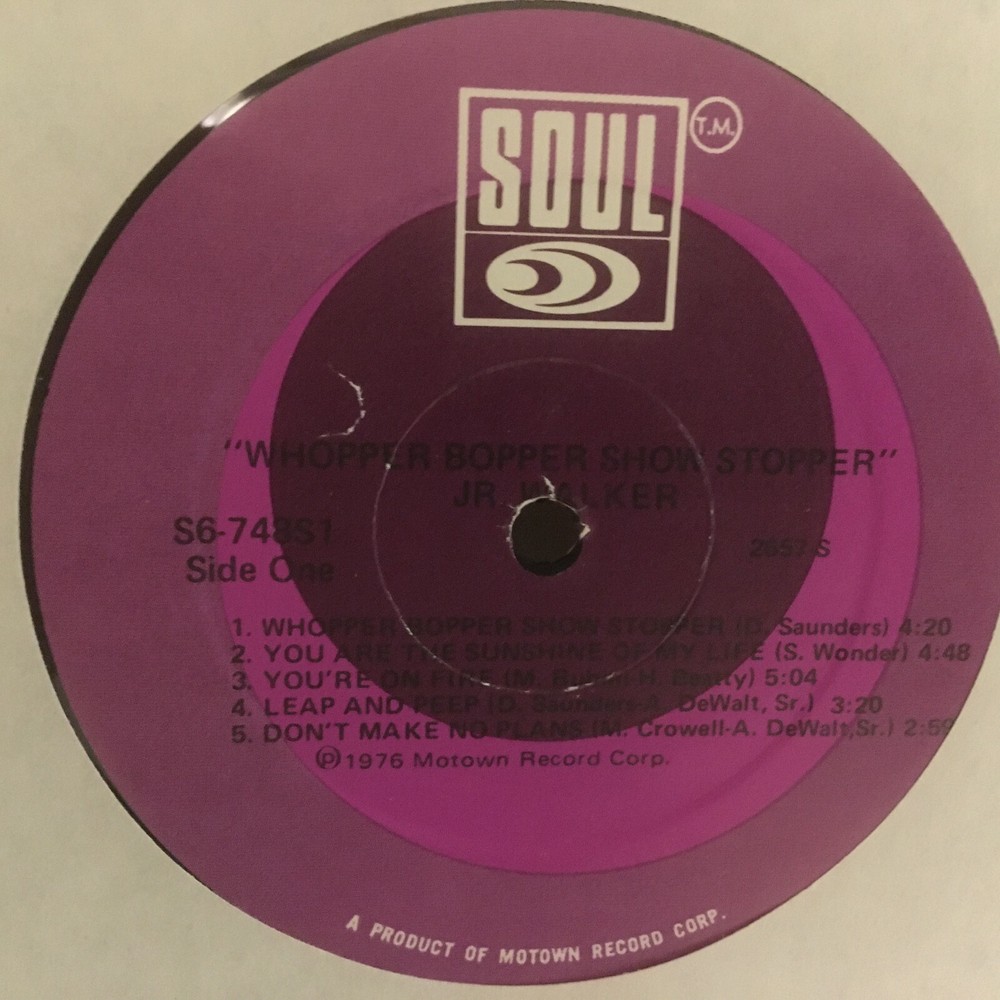 SOUL
T.M.
"WHOPPER BOPPER SHOW STOPPER"
JR. WALKER
S6-748S1
2657 S
Side One
1. WHOPPER BOPPER SHOW STOPPER (D. Saunders) 4:20
2. YOU ARE THE SUNSHINE OF MY LIFE (S. Wonder) 4:48
3. YOU'RE ON FIRE (M. H. Beatty) 5:04
4. LEAP AND PEEP (D. Saunders-A. DeWalt, Sr.) 3:20
5. DON'T MAKE NO PLANS (M. Crowell-A. DeWalt,Sr.) 2:59
℗1976 Motown Record Corp.
A PRODUCT OF MOTOWN RECORD CORP.